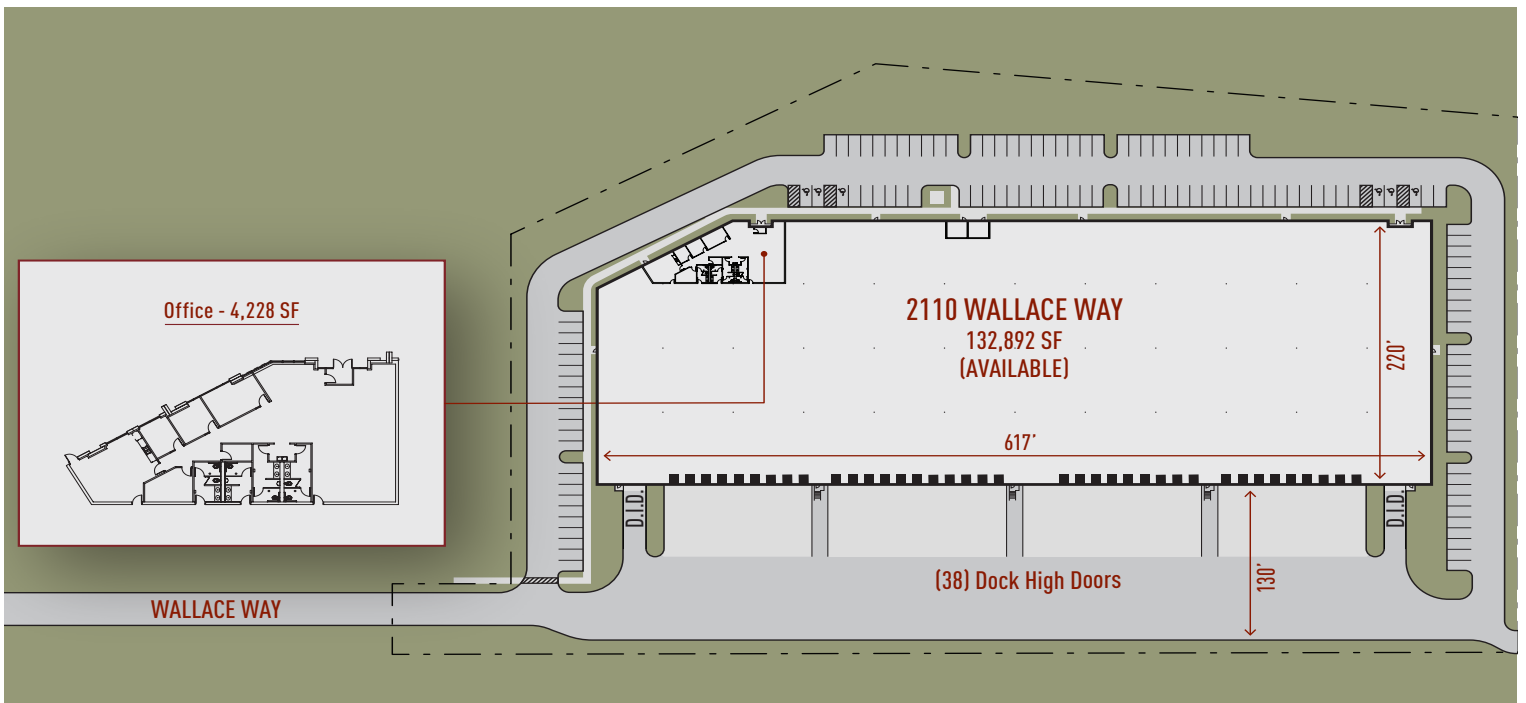 Office - 4,228 SF
2110 WALLACE WAY
132,892 SF
(AVAILABLE)
220'
617'
D.I.D.
D.I.D.
(38) Dock High Doors
130'
WALLACE WAY